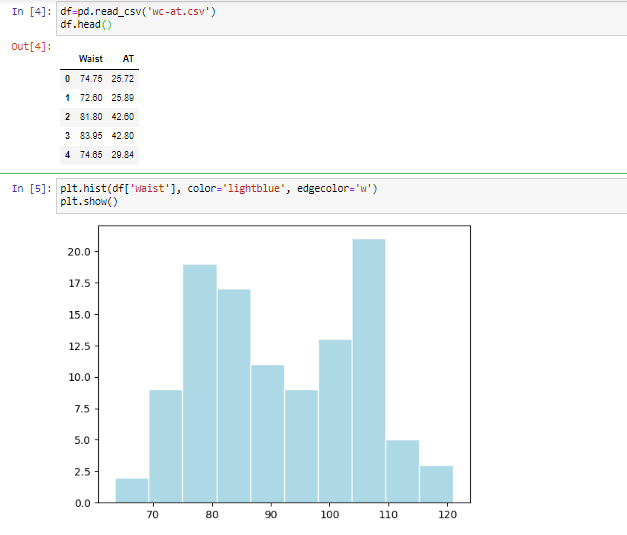 In [4]: df=pd.read_csv('wc-at.csv')
df.head()
Out[4]:
Waist AT
0 74.75 25.72
1 72.60 25.89
2 81.80 42.60
3 83.95 42.80
4 74.65 29.84
In [5]: plt.hist(df['Waist'], color='lightblue', edgecolor='w')
plt.show()
20.0
17.5
15.0
12.5
10.0
7.5
5.0
2.5
0.0
70 80 90 100 110 120